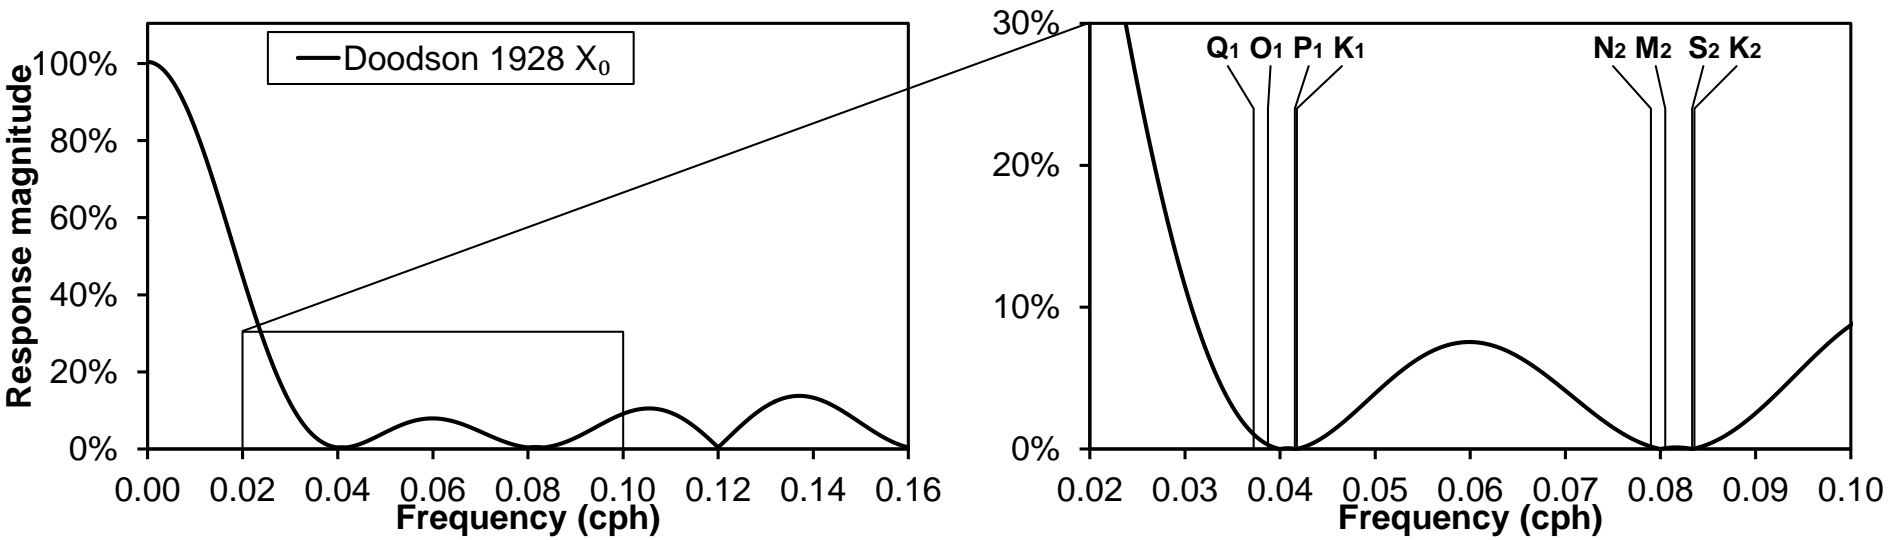 Response magnitude
100%
80%
60%
40%
20%
0%
Doodson 1928 X₀
0.00 0.02 0.04 0.06 0.08 0.10 0.12 0.14 0.16
Frequency (cph)
30%
20%
10%
0%
Q1 O1 P1 K1 N2 M2 S2 K2
0.02 0.03 0.04 0.05 0.06 0.07 0.08 0.09 0.10
Frequency (cph)